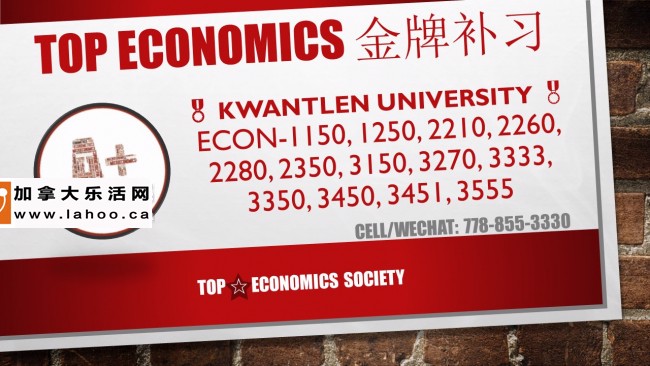 TOP ECONOMICS 金牌补习
KWANTLEN UNIVERSITY
ECON-1150, 1250, 2210, 2260,
2280, 2350, 3150, 3270, 3333,
3350, 3450, 3451, 3555
A+
加拿大乐活网
www.lahoo.ca
CELL/WECHAT: 778-855-3330
TOP ECONOMICS SOCIETY